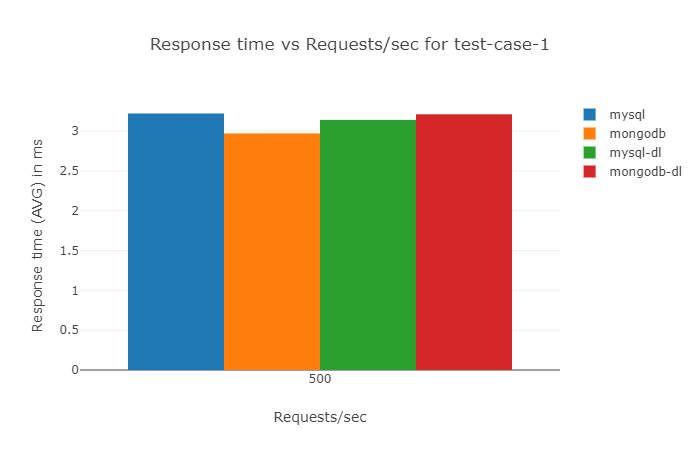 Response time vs Requests/sec for test-case-1
mysql
mongodb
mysql-dl
mongodb-dl
Response time (AVG) in ms
3
2.5
2
1.5
1
0.5
0
500
Requests/sec